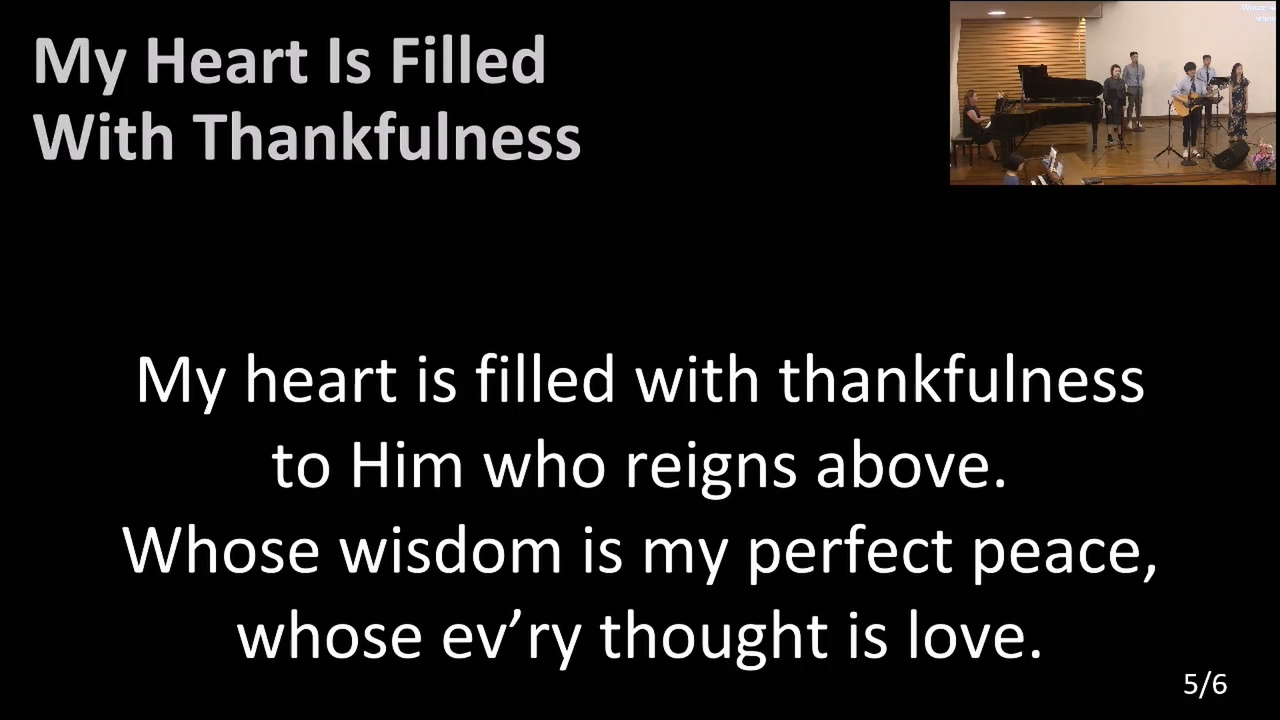 My Heart Is Filled
With Thankfulness
My heart is filled with thankfulness
to Him who reigns above.
Whose wisdom is my perfect peace,
whose ev’ry thought is love.
5/6